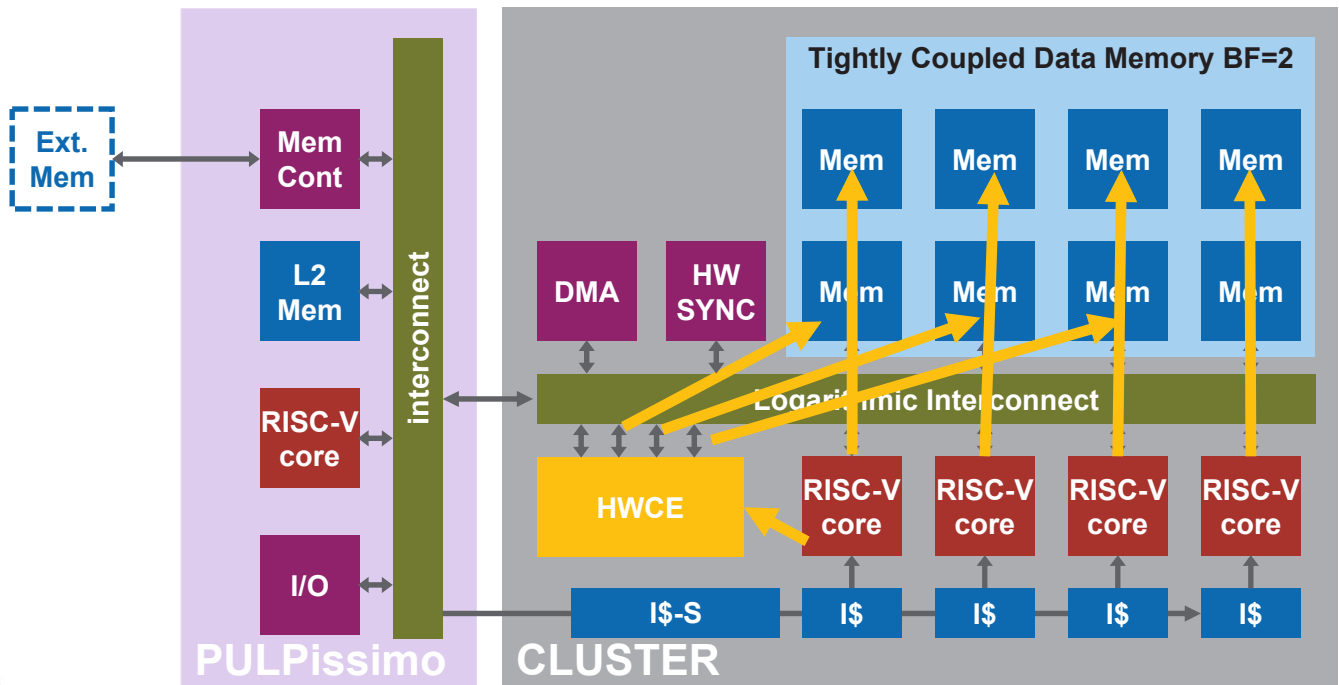 Tightly Coupled Data Memory BF=2
Ext.
Mem
Mem
Cont
Mem
Mem
Mem
Mem
L2
Mem
interconnect
DMA
HW
SYNC
Mem
Mem
Mem
Mem
Logarithmic Interconnect
RISC-V
core
HWCE
RISC-V
core
RISC-V
core
RISC-V
core
RISC-V
core
I/O
I$-S
I$
I$
I$
I$
PULPissimo
CLUSTER